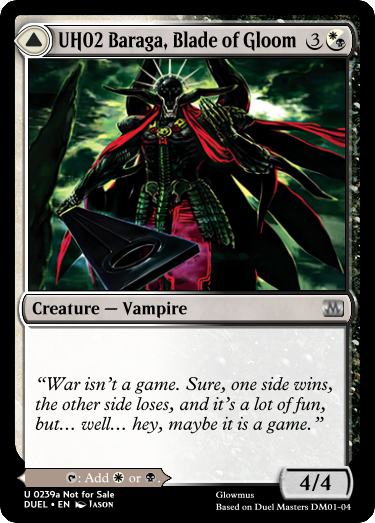 UH02 Baraga, Blade of Gloom 3
Creature — Vampire
“War isn’t a game. Sure, one side wins,
the other side loses, and it’s a lot of fun,
but… well… hey, maybe it is a game.”
: Add or .
4/4
U 0239a Not for Sale
DUEL • EN JASON
Glowmus
Based on Duel Masters DM01-04